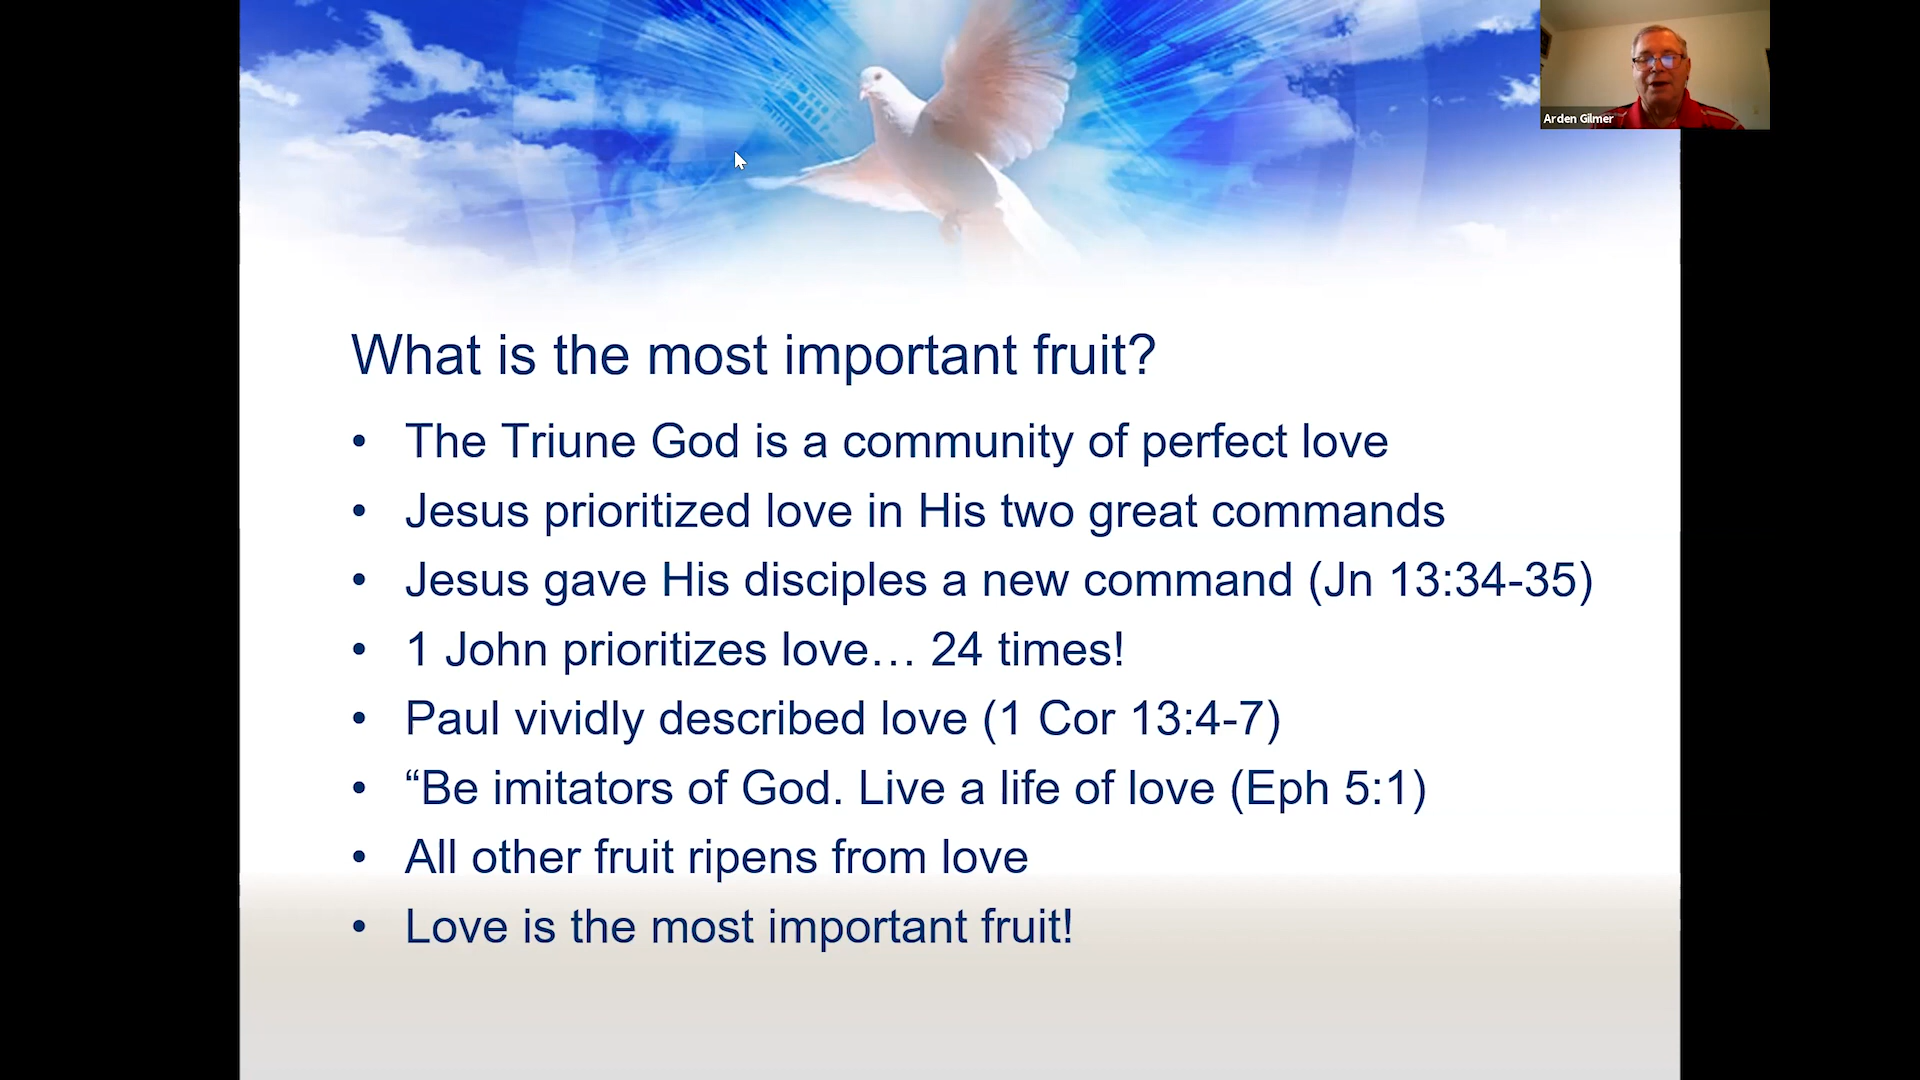 Arden Gilmer
What is the most important fruit?
• The Triune God is a community of perfect love
• Jesus prioritized love in His two great commands
• Jesus gave His disciples a new command (Jn 13:34-35)
• 1 John prioritizes love… 24 times!
• Paul vividly described love (1 Cor 13:4-7)
• “Be imitators of God. Live a life of love (Eph 5:1)
• All other fruit ripens from love
• Love is the most important fruit!